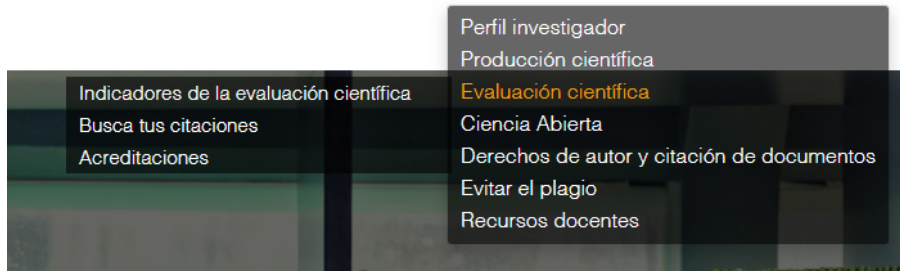 Perfil investigador
Producción científica
Evaluación científica
Ciencia Abierta
Derechos de autor y citación de documentos
Evitar el plagio
Recursos docentes
Indicadores de la evaluación científica
Busca tus citaciones
Acreditaciones